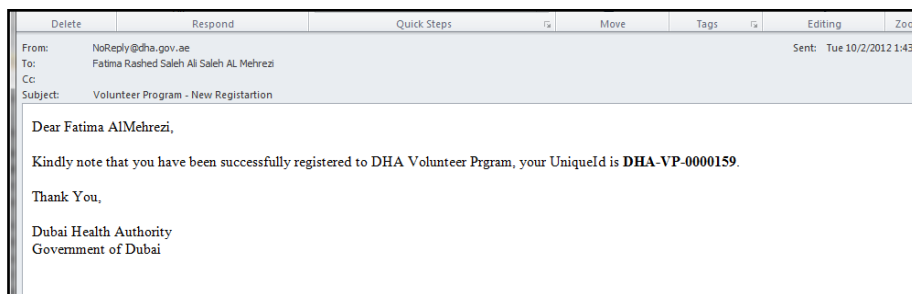 Delete Respond Quick Steps Move Tags Editing
From: NoReply@dha.gov.ae Sent: Tue 10/2/2012 1:43
To: Fatima Rashed Saleh Ali Saleh AL Mehrezi
Cc:
Subject: Volunteer Program - New Registartion
Dear Fatima AlMehrezi,
Kindly note that you have been successfully registered to DHA Volunteer Prgram, your UniqueId is DHA-VP-0000159.
Thank You,
Dubai Health Authority
Government of Dubai